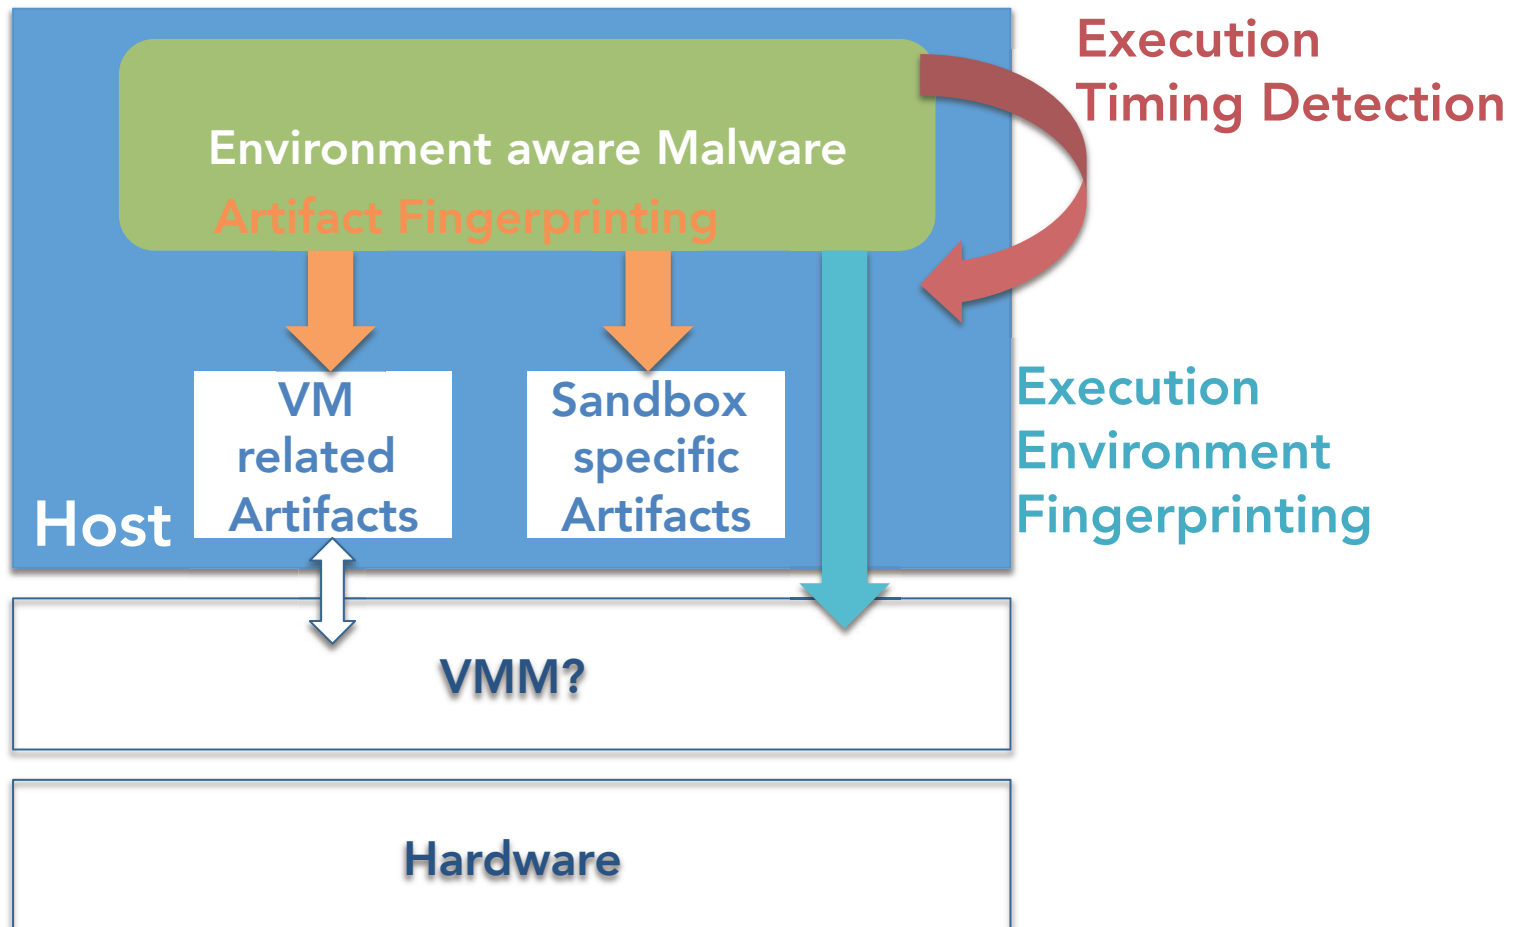 Execution
Timing Detection
Environment aware Malware
Artifact Fingerprinting
VM
related
Artifacts
Sandbox
specific
Artifacts
Execution
Environment
Fingerprinting
Host
VMM?
Hardware